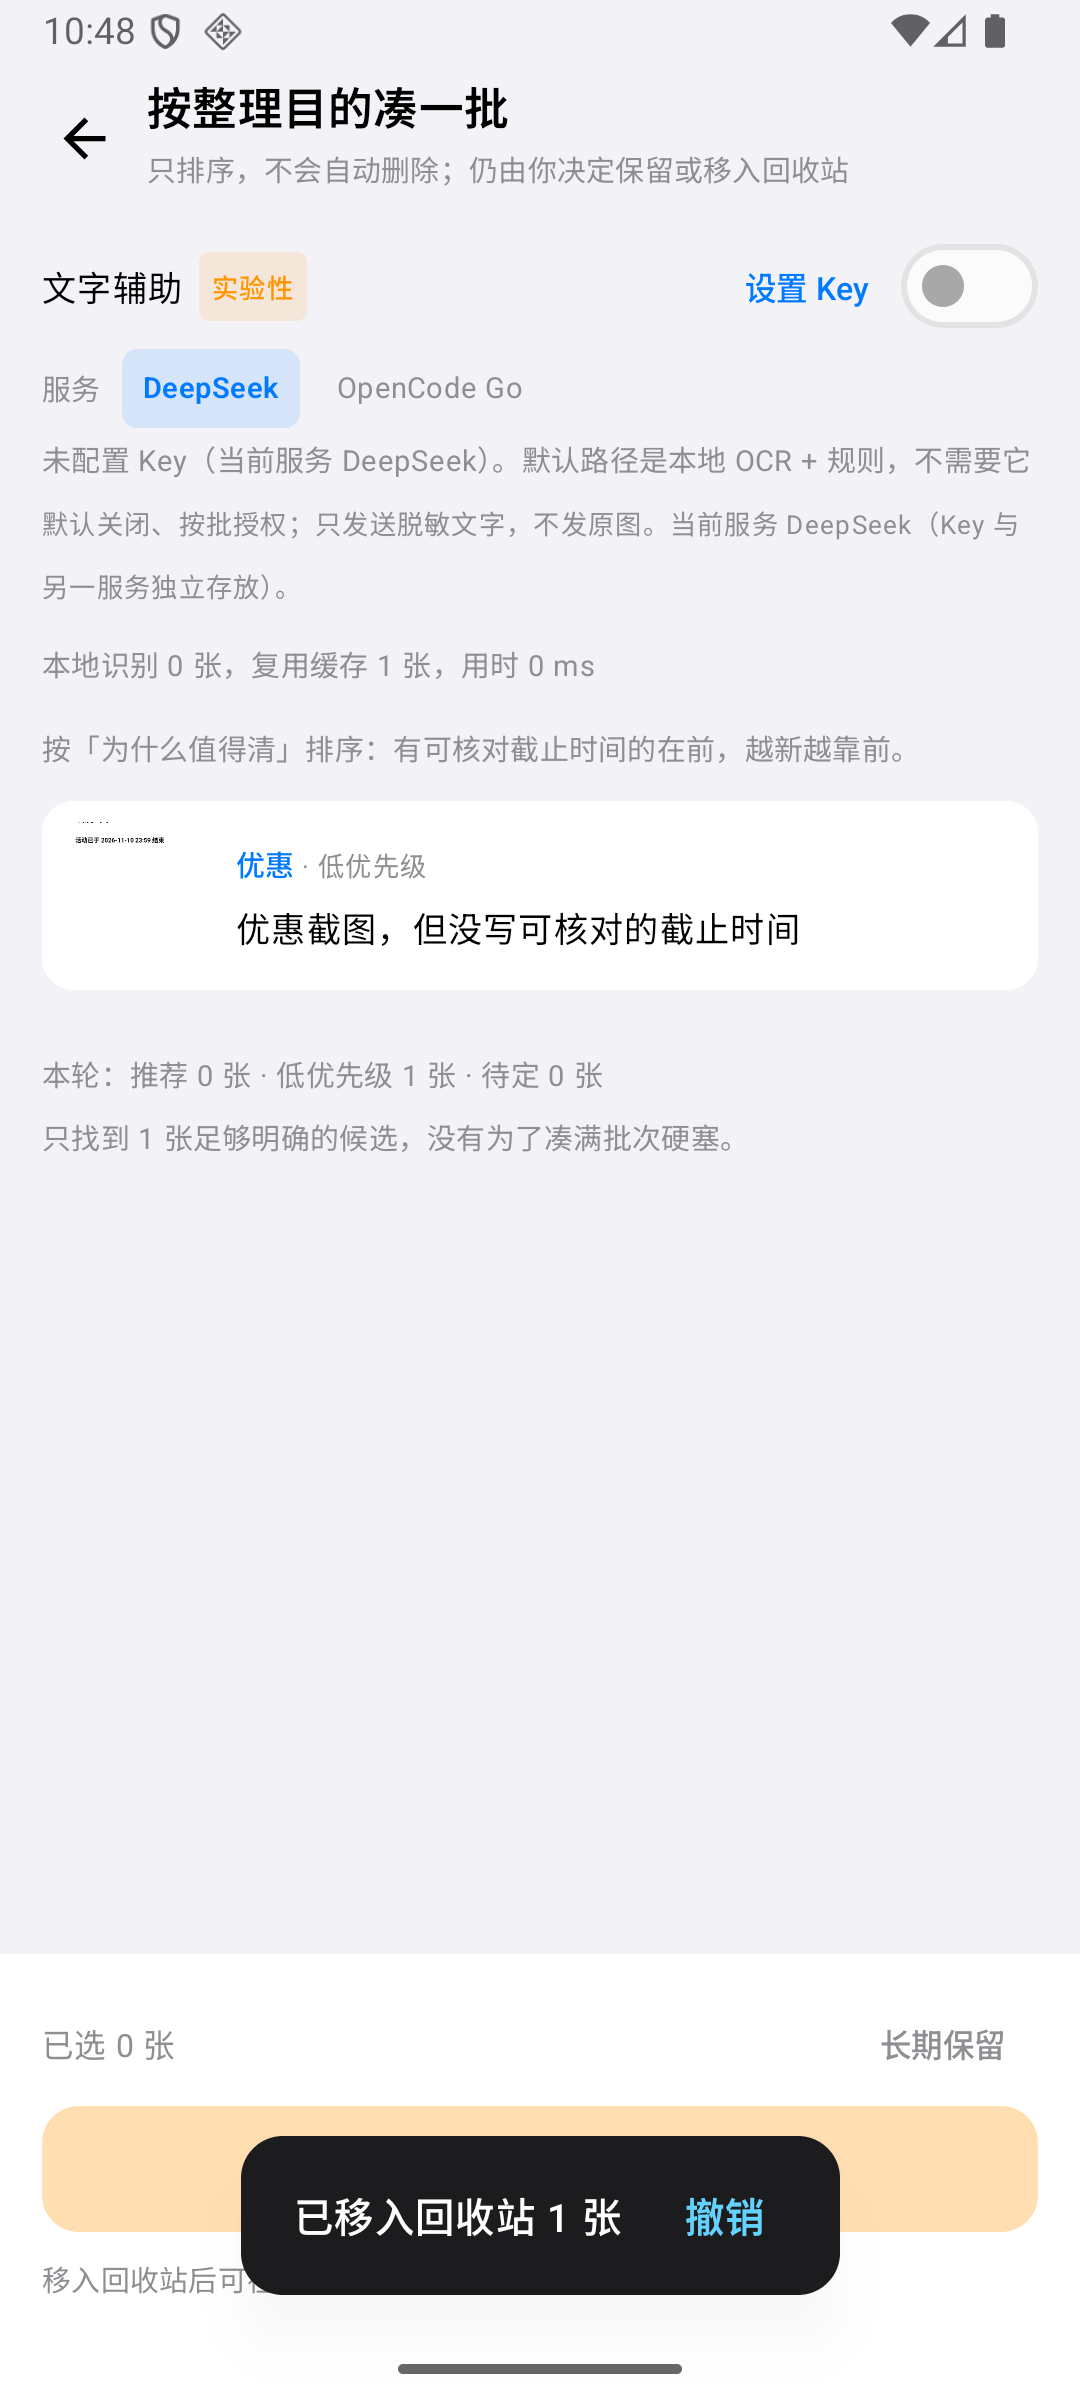 10:48
按整理目的凑一批
只排序，不会自动删除；仍由你决定保留或移入回收站
文字辅助 实验性 设置 Key
服务 DeepSeek OpenCode Go
未配置 Key（当前服务 DeepSeek）。默认路径是本地 OCR + 规则，不需要它
默认关闭、按批授权；只发送脱敏文字，不发原图。当前服务 DeepSeek（Key 与
另一服务独立存放）。
本地识别 0 张，复用缓存 1 张，用时 0 ms
按「为什么值得清」排序：有可核对截止时间的在前，越新越靠前。
活动已于 2026-11-10 23:59 结束
优惠 · 低优先级
优惠截图，但没写可核对的截止时间
本轮：推荐 0 张 · 低优先级 1 张 · 待定 0 张
只找到 1 张足够明确的候选，没有为了凑满批次硬塞。
已选 0 张 长期保留
已移入回收站 1 张 撤销
移入回收站后可